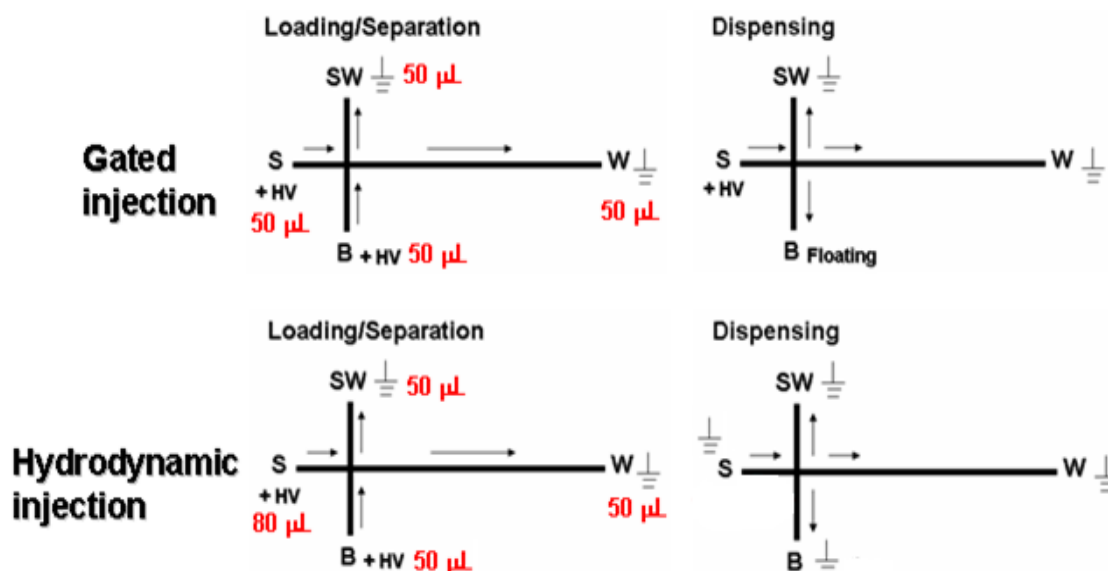 Loading/Separation
Dispensing
SW 50 µL
SW
Gated
injection
S
W
S
W
+ HV
50 µL
50 µL
+ HV
B + HV 50 µL
B Floating
Loading/Separation
Dispensing
SW 50 µL
SW
Hydrodynamic
injection
S
W
S
W
+ HV
80 µL
50 µL
B + HV 50 µL
B